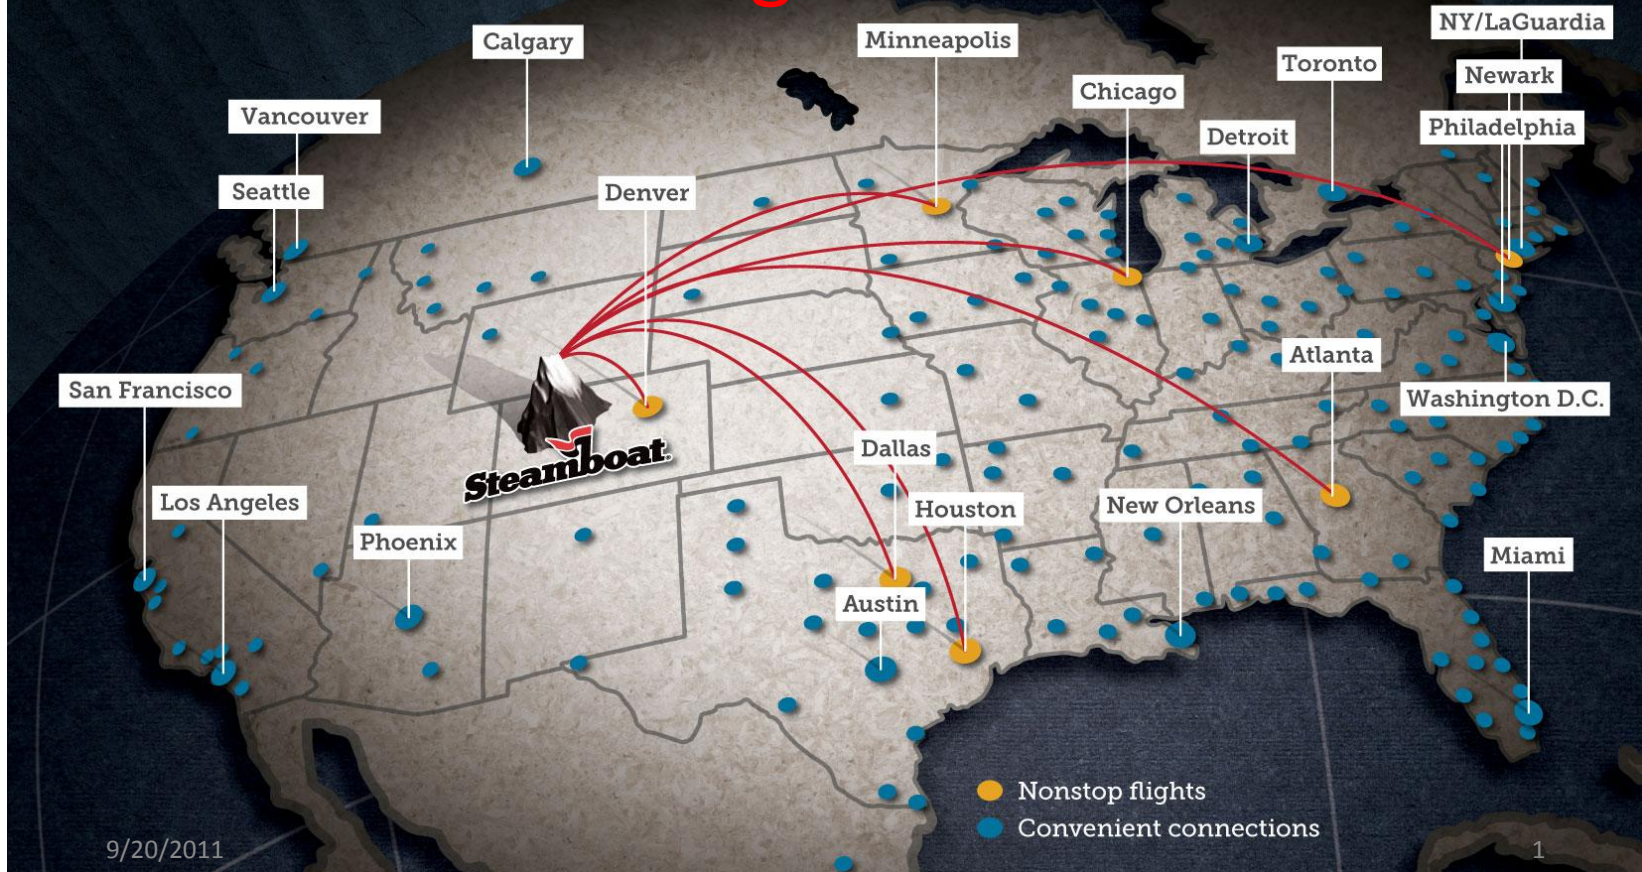 NY/LaGuardia
Calgary
Minneapolis
Toronto
Newark
Chicago
Vancouver
Philadelphia
Detroit
Seattle
Denver
Atlanta
San Francisco
Washington D.C.
Dallas
Steamboat
Los Angeles
Houston
New Orleans
Phoenix
Miami
Austin
Nonstop flights
Convenient connections
9/20/2011
1